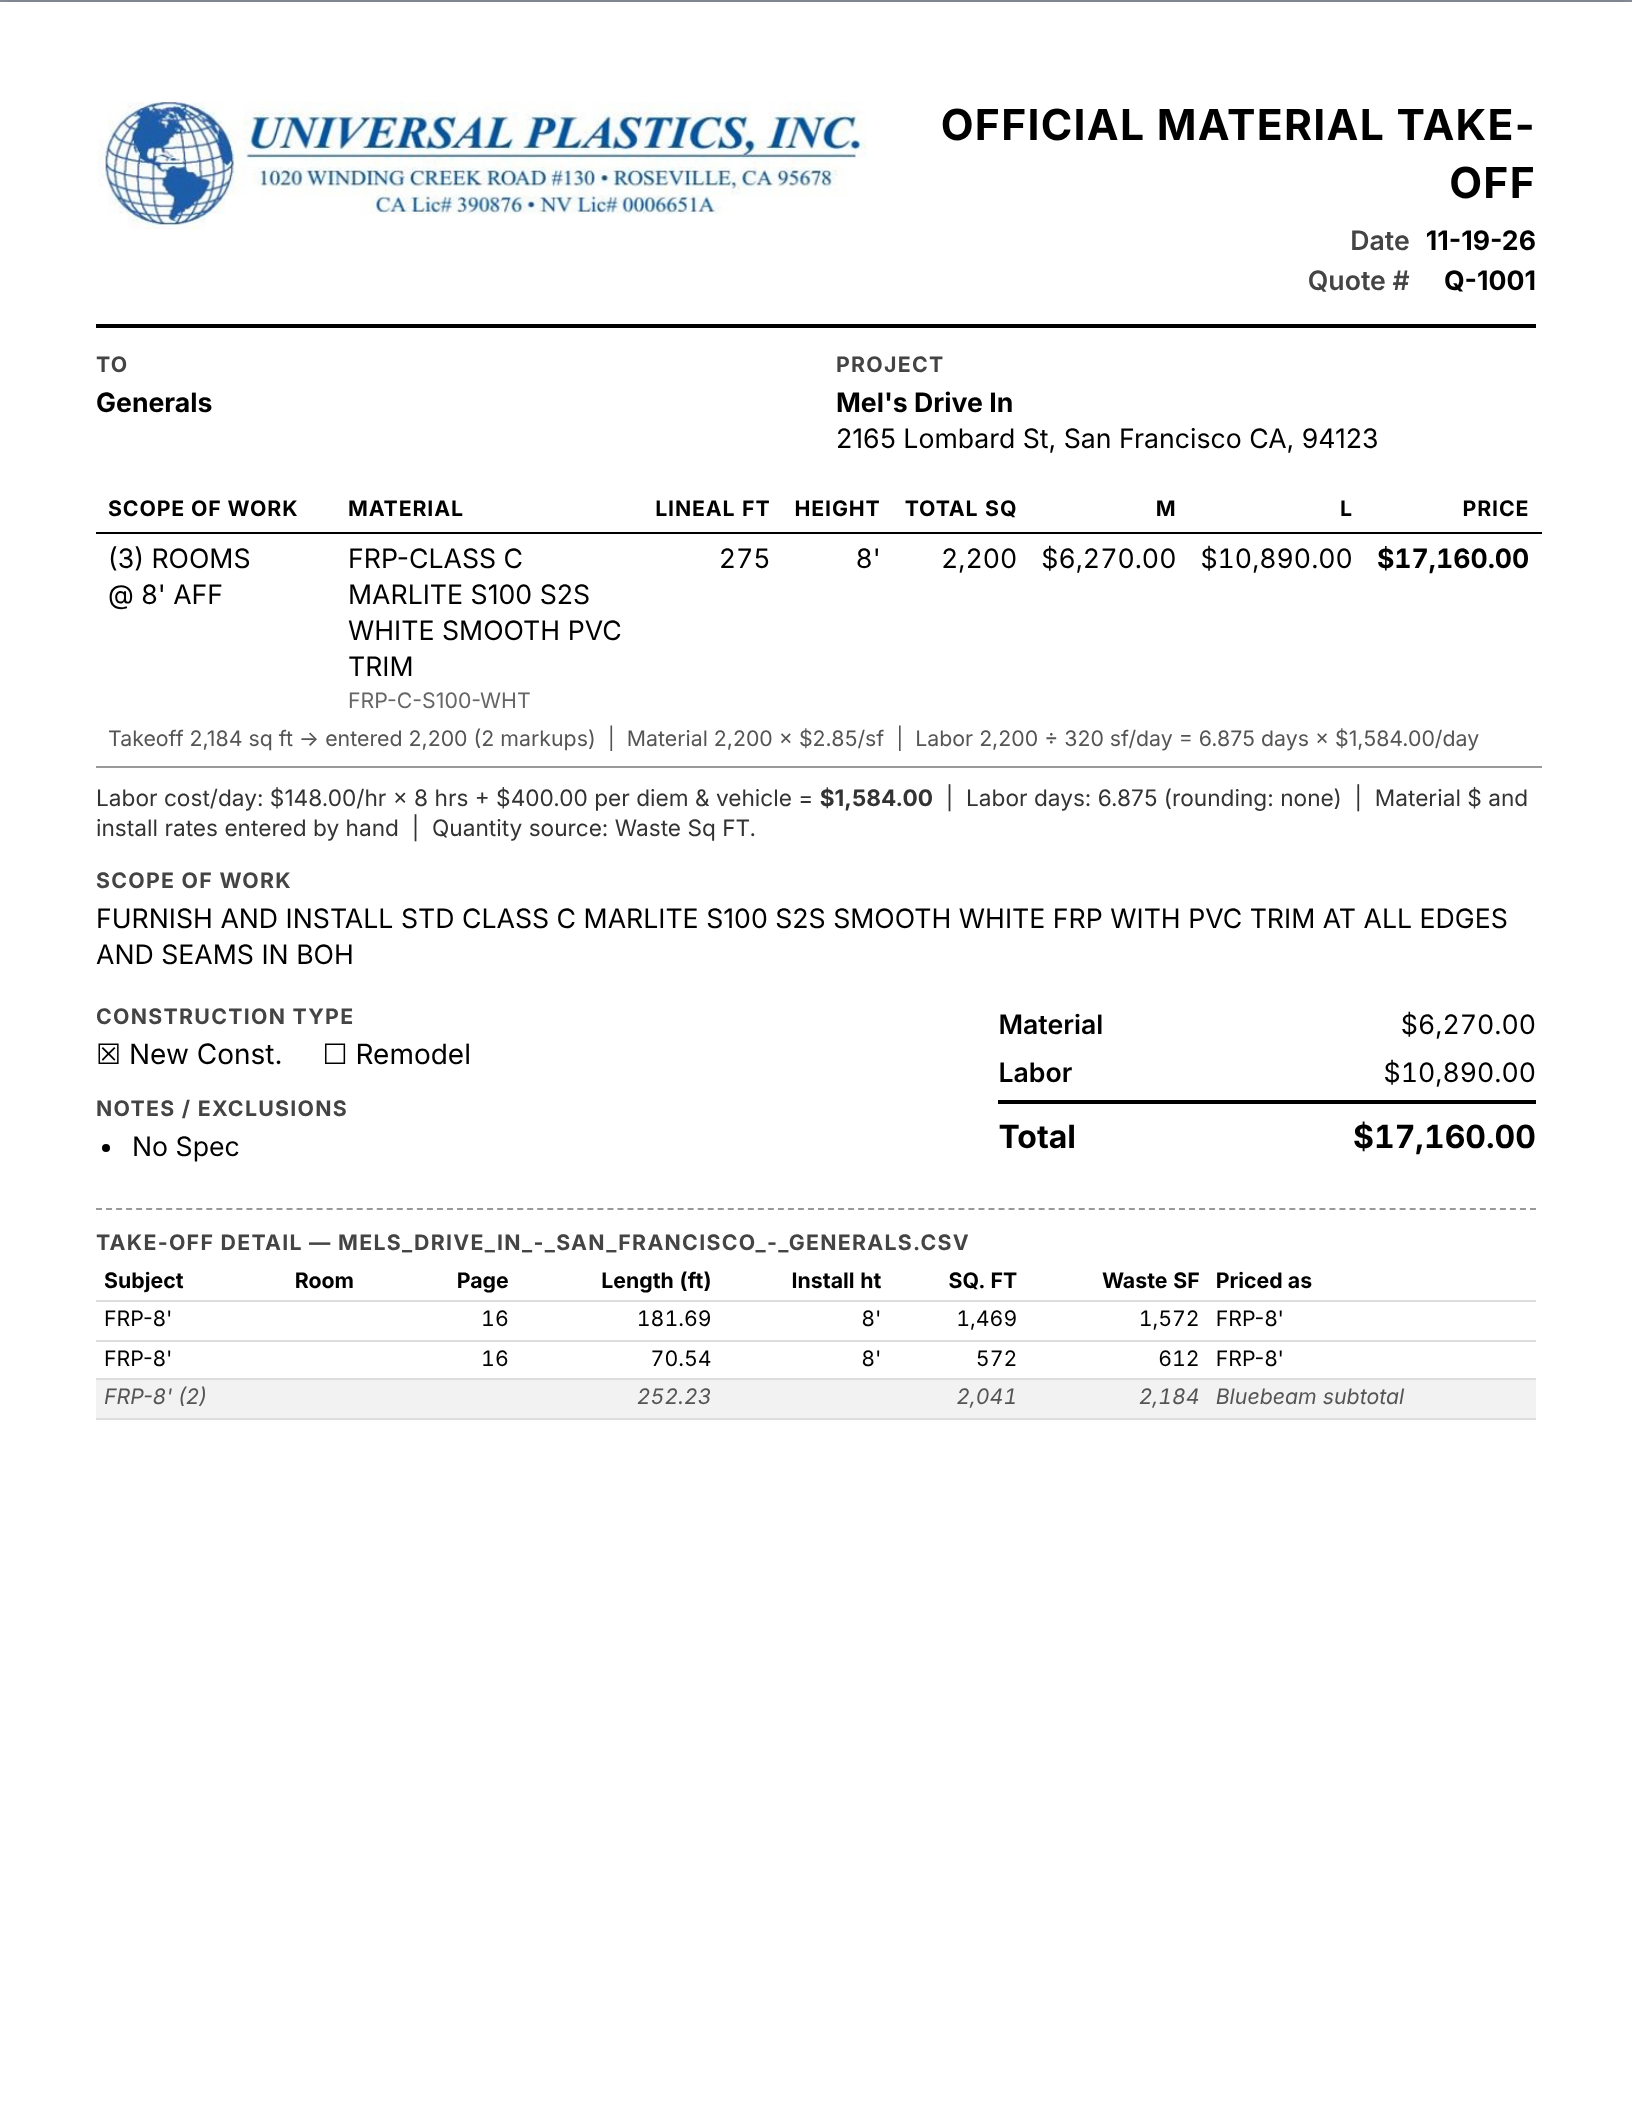 UNIVERSAL PLASTICS, INC.
1020 WINDING CREEK ROAD #130 • ROSEVILLE, CA 95678
CA Lic# 390876 • NV Lic# 0006651A
OFFICIAL MATERIAL TAKE-
OFF
Date 11-19-26
Quote # Q-1001
TO
Generals
PROJECT
Mel's Drive In
2165 Lombard St, San Francisco CA, 94123
SCOPE OF WORK MATERIAL LINEAL FT HEIGHT TOTAL SQ M L PRICE
(3) ROOMS FRP-CLASS C 275 8' 2,200 $6,270.00 $10,890.00 $17,160.00
@ 8' AFF MARLITE S100 S2S
WHITE SMOOTH PVC
TRIM
FRP-C-S100-WHT
Takeoff 2,184 sq ft → entered 2,200 (2 markups) | Material 2,200 × $2.85/sf | Labor 2,200 ÷ 320 sf/day = 6.875 days × $1,584.00/day
Labor cost/day: $148.00/hr × 8 hrs + $400.00 per diem & vehicle = $1,584.00 | Labor days: 6.875 (rounding: none) | Material $ and
install rates entered by hand | Quantity source: Waste Sq FT.
SCOPE OF WORK
FURNISH AND INSTALL STD CLASS C MARLITE S100 S2S SMOOTH WHITE FRP WITH PVC TRIM AT ALL EDGES
AND SEAMS IN BOH
CONSTRUCTION TYPE
☒ New Const. ☐ Remodel
NOTES / EXCLUSIONS
• No Spec
Material $6,270.00
Labor $10,890.00
Total $17,160.00
TAKE-OFF DETAIL — MELS_DRIVE_IN_-_SAN_FRANCISCO_-_GENERALS.CSV
Subject Room Page Length (ft) Install ht SQ. FT Waste SF Priced as
FRP-8' 16 181.69 8' 1,469 1,572 FRP-8'
FRP-8' 16 70.54 8' 572 612 FRP-8'
FRP-8' (2) 252.23 2,041 2,184 Bluebeam subtotal